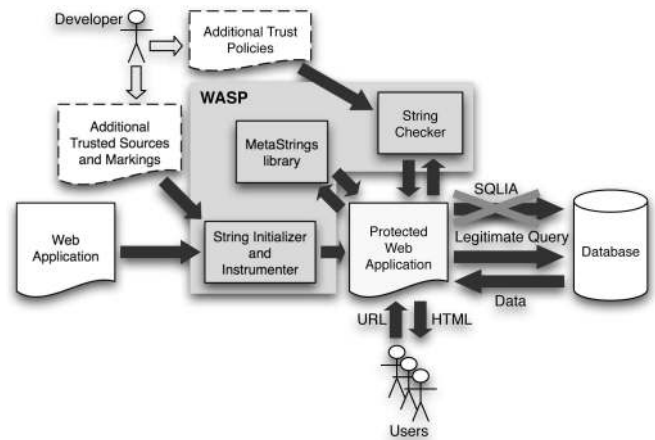 Developer
Additional Trust
Policies
WASP
String
Checker
Additional
Trusted Sources
and Markings
MetaStrings
library
SQLIA
Web
Application
String Initializer
and
Instrumenter
Protected
Web
Application
Legitimate Query
Database
Data
URL
HTML
Users